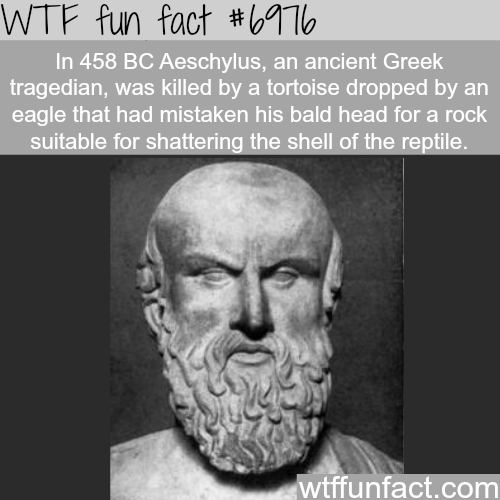 WTF fun fact #6976
In 458 BC Aeschylus, an ancient Greek
tragedian, was killed by a tortoise dropped by an
eagle that had mistaken his bald head for a rock
suitable for shattering the shell of the reptile.
wtffunfact.com